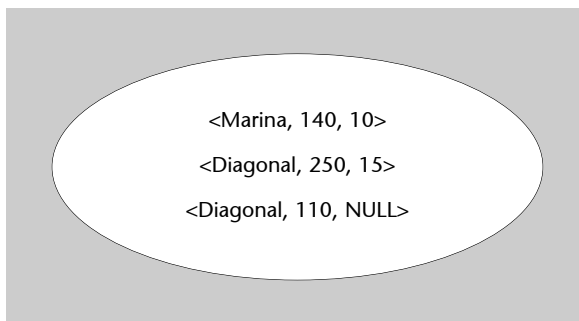 <Marina, 140, 10>
<Diagonal, 250, 15>
<Diagonal, 110, NULL>